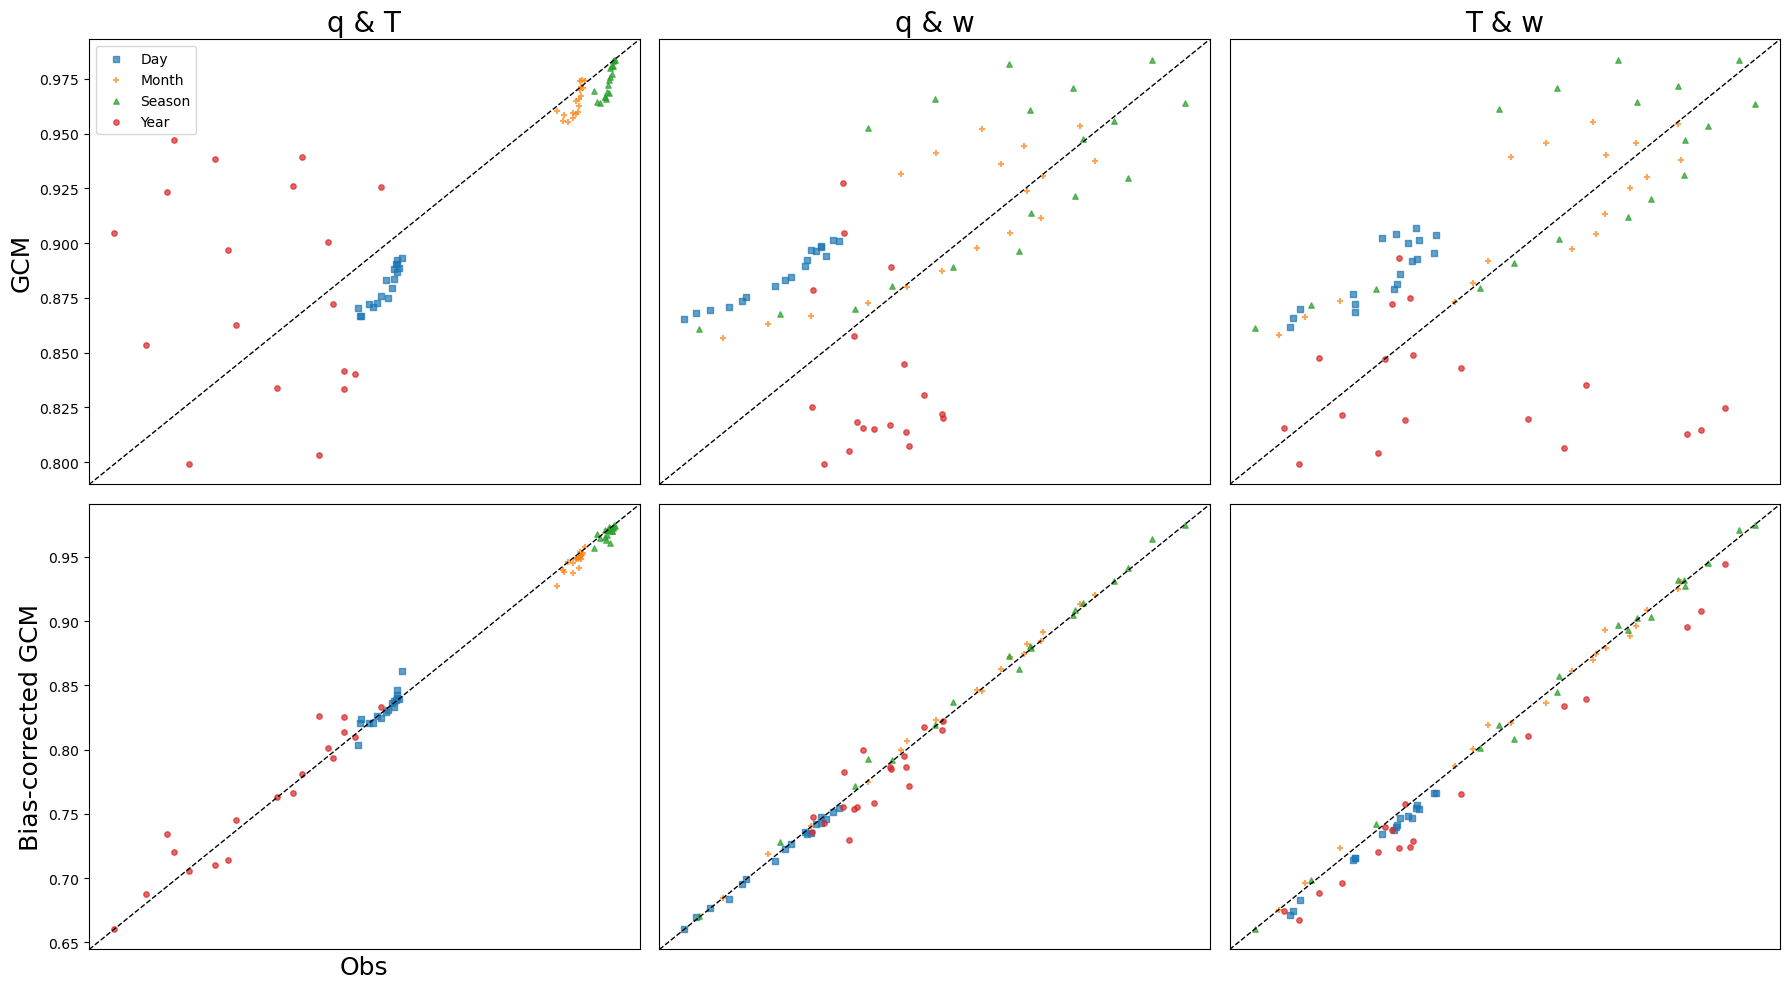 q & T
q & w
T & w
Day
Month
Season
Year
GCM
0.975
0.950
0.925
0.900
0.875
0.850
0.825
0.800
Bias-corrected GCM
0.95
0.90
0.85
0.80
0.75
0.70
0.65
Obs